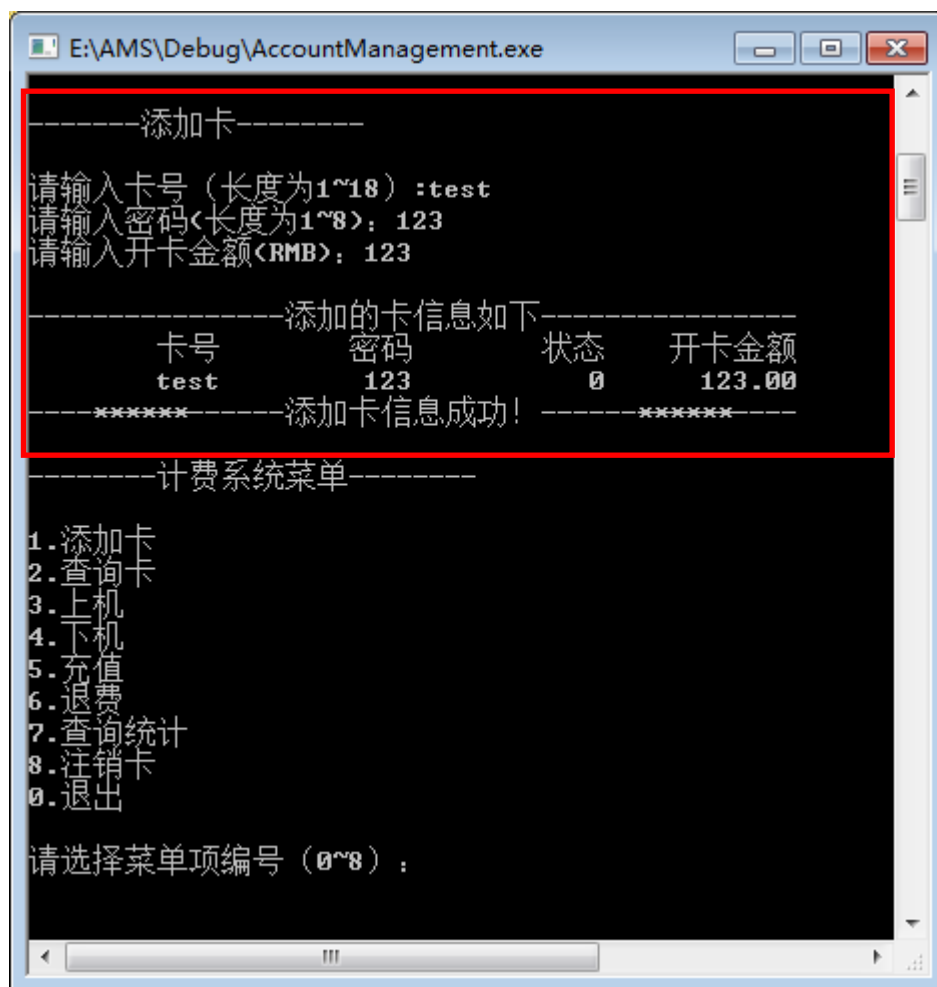 E:\AMS\Debug\AccountManagement.exe
-------添加卡--------
请输入卡号（长度为1~18）:test
请输入密码(长度为1~8): 123
请输入开卡金额(RMB): 123
----------------添加的卡信息如下----------------
卡号 密码 状态 开卡金额
test 123 0 123.00
----******------添加卡信息成功! ------******----
--------计费系统菜单--------
1.添加卡
2.查询卡
3.上机
4.下机
5.充值
6.退费
7.查询统计
8.注销卡
0.退出
请选择菜单项编号（0~8）: